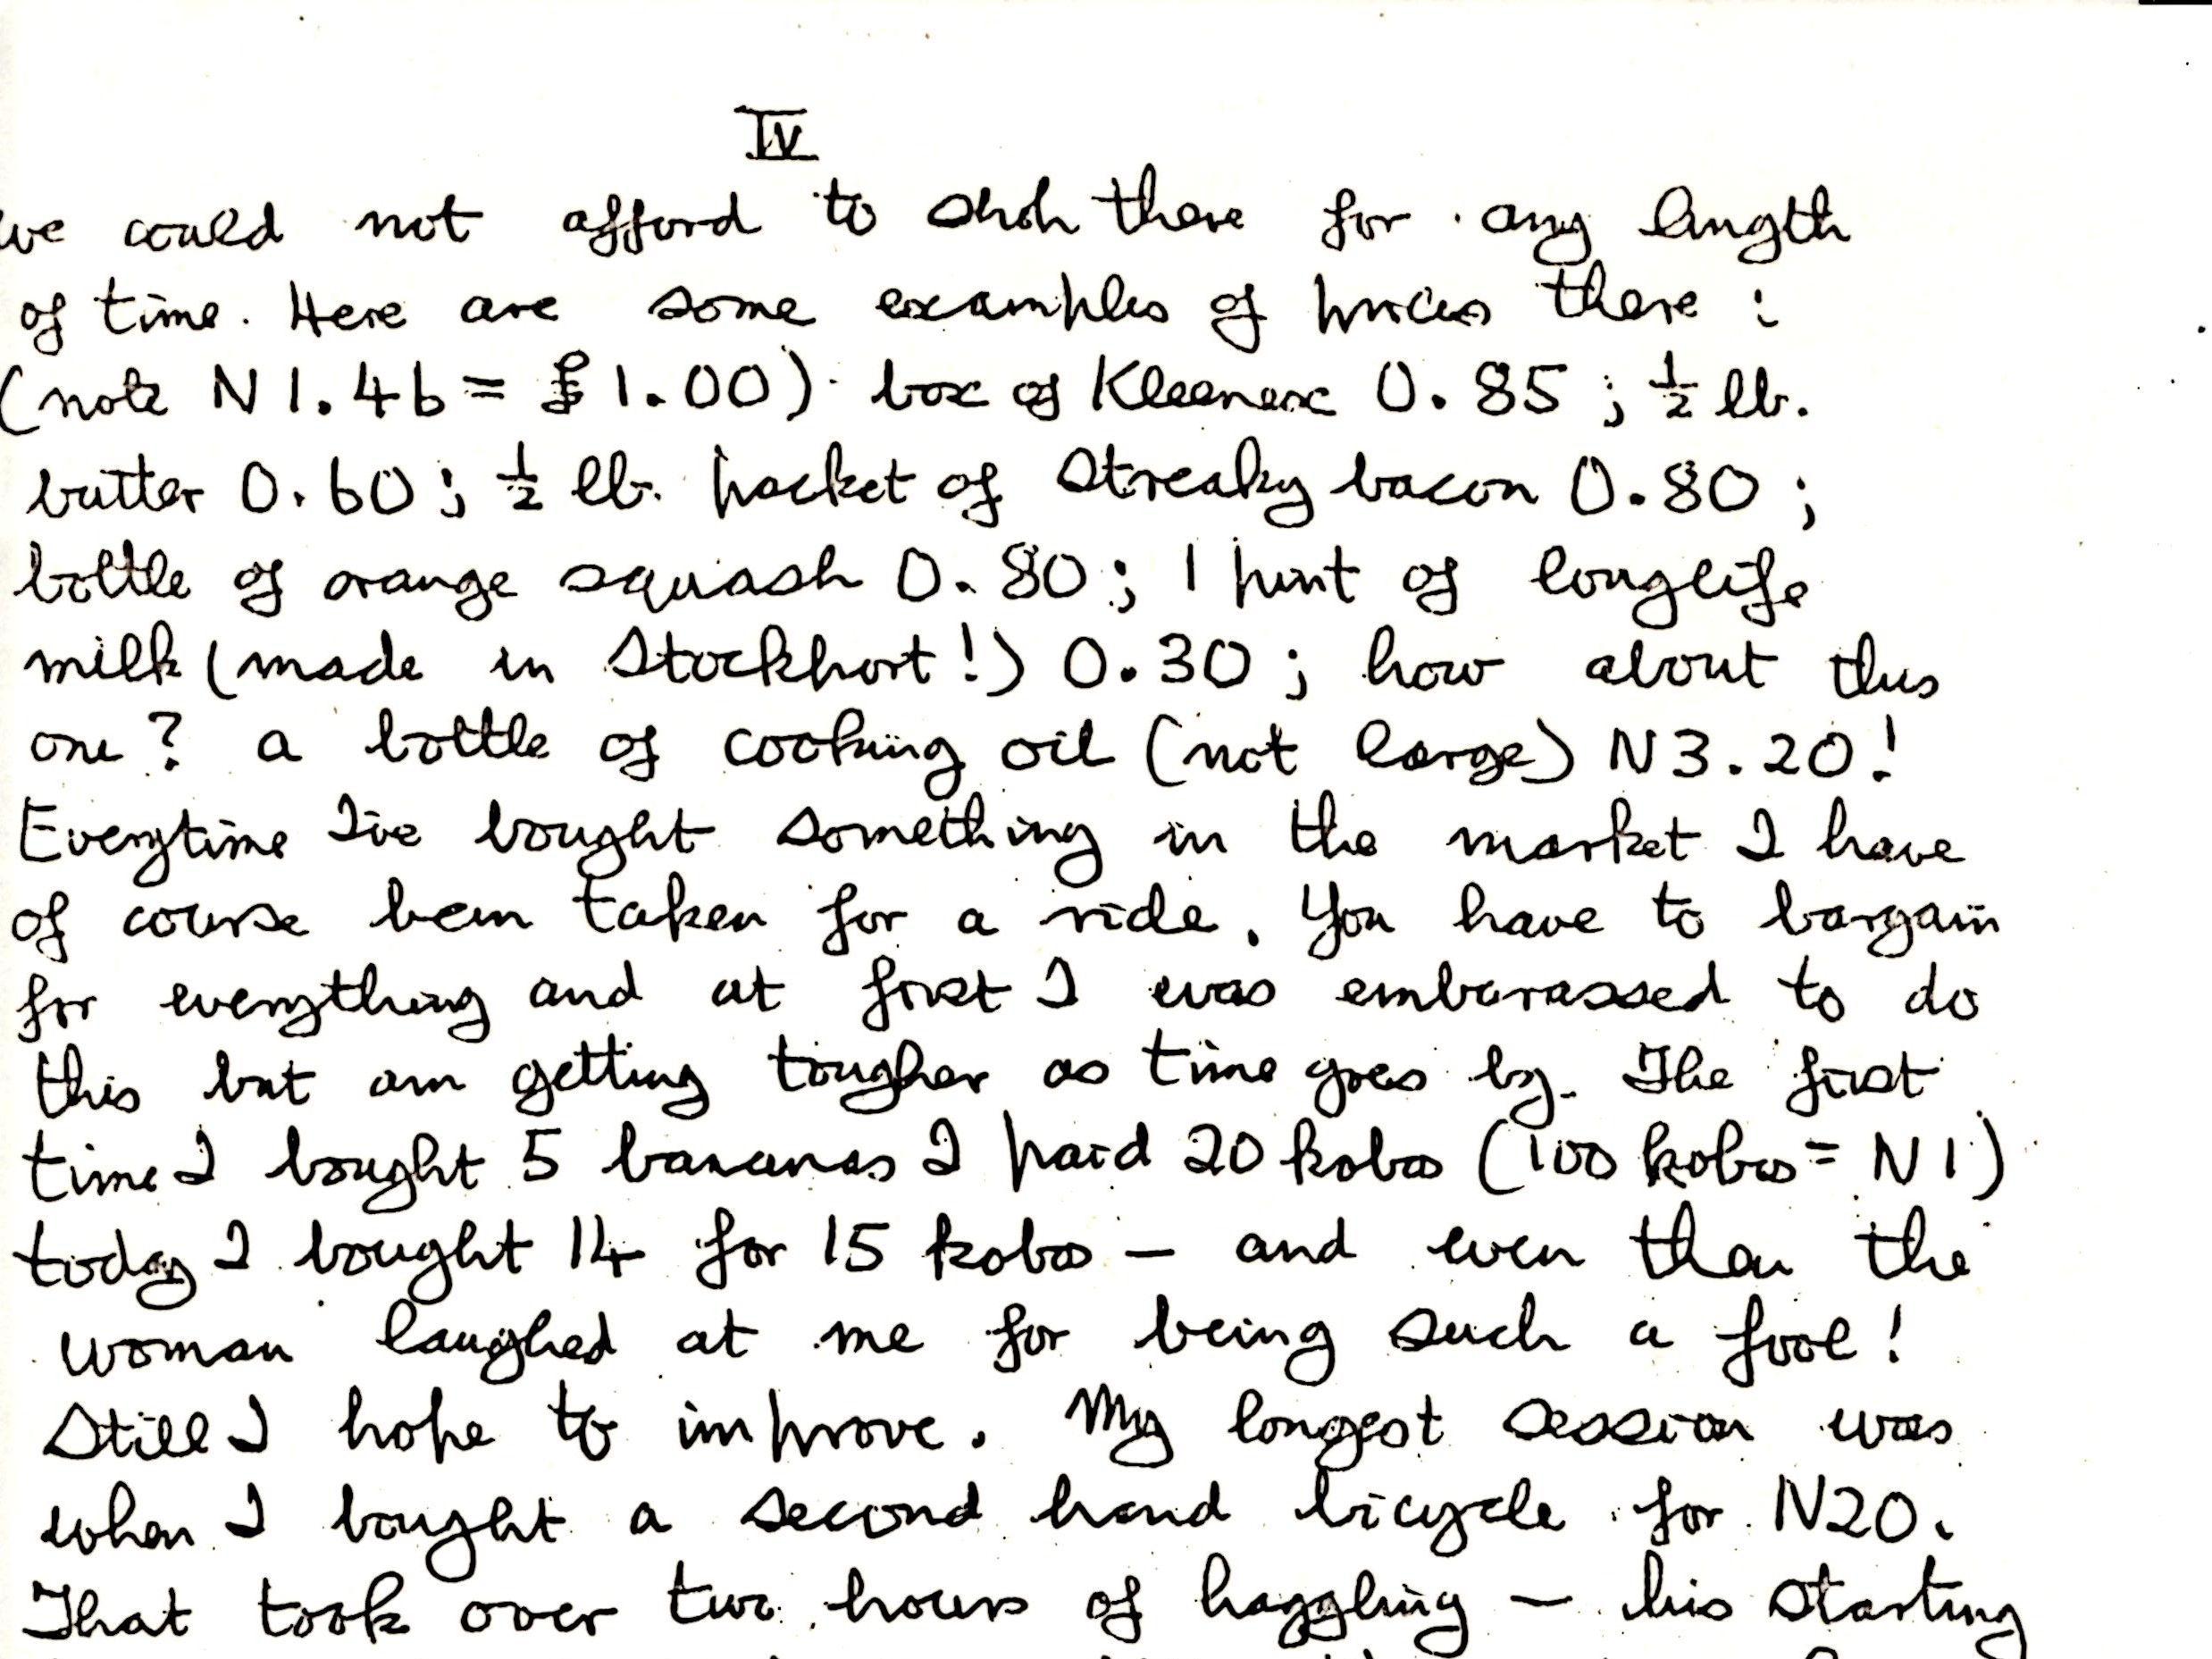 IV
we could not afford to shop there for any length
of time. Here are some examples of prices there :
(note N1.46 = £1.00) box of Kleenex 0.85 ; ½ lb.
butter 0.60 ; ½ lb. packet of streaky bacon 0.80 ;
bottle of orange squash 0.80 ; 1 pint of longlife
milk (made in Stockport!) 0.30 ; how about this
one? a bottle of cooking oil (not large) N3.20!
Everytime I've bought something in the market I have
of course been taken for a ride. You have to bargain
for everything and at first I was embarassed to do
this but am getting tougher as time goes by. The first
time I bought 5 bananas I paid 20 kobos (100 kobos = N1)
today I bought 14 for 15 kobos — and even then the
woman laughed at me for being such a fool!
Still I hope to improve. My longest session was
when I bought a second hand bicycle for N20.
That took over two hours of haggling — his starting